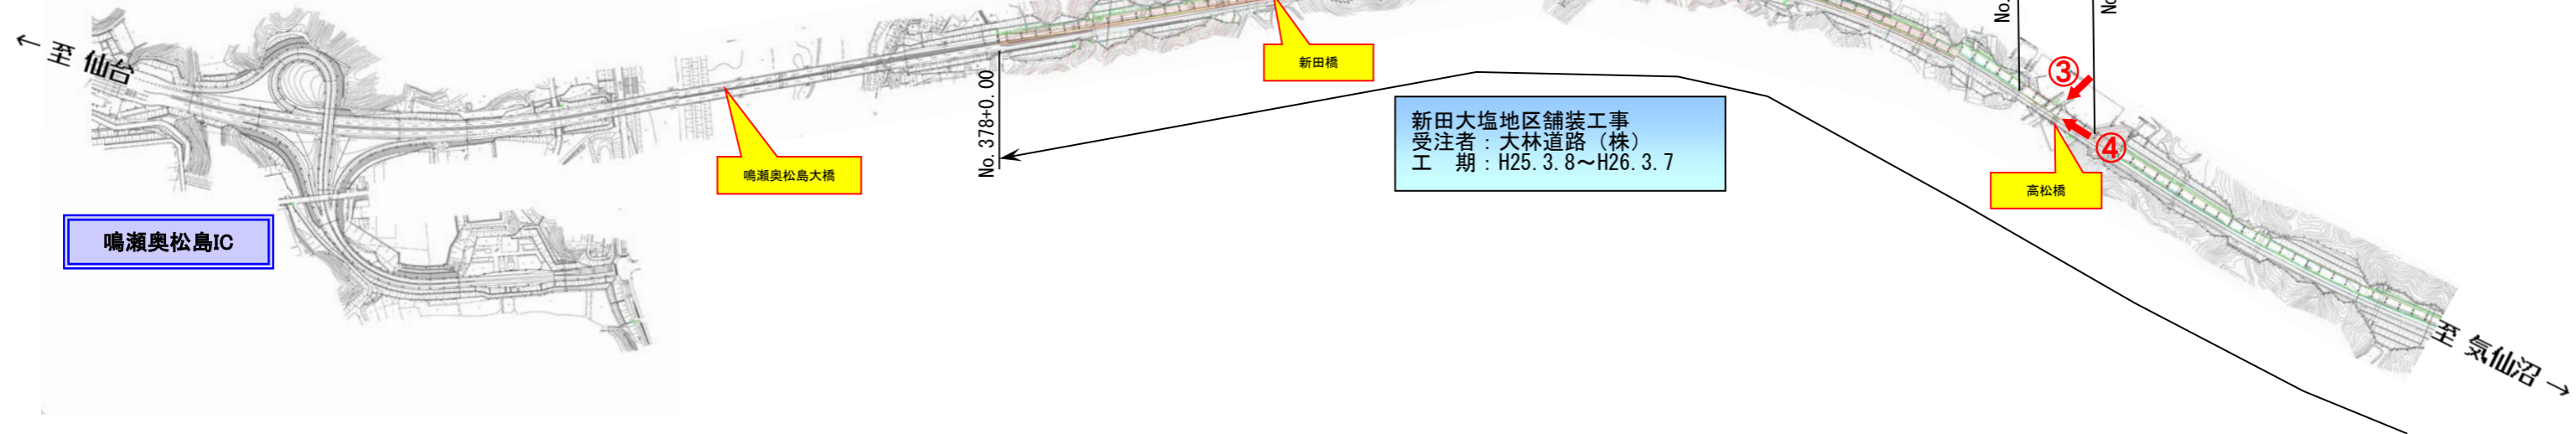 ← 至 仙台
鳴瀬奥松島IC
鳴瀬奥松島大橋
No. 378+0. 00
新田橋
新田大塩地区舗装工事
受注者：大林道路（株）
工　期：H25. 3. 8～H26. 3. 7
No.
No
③
④
高松橋
至 気仙沼 →